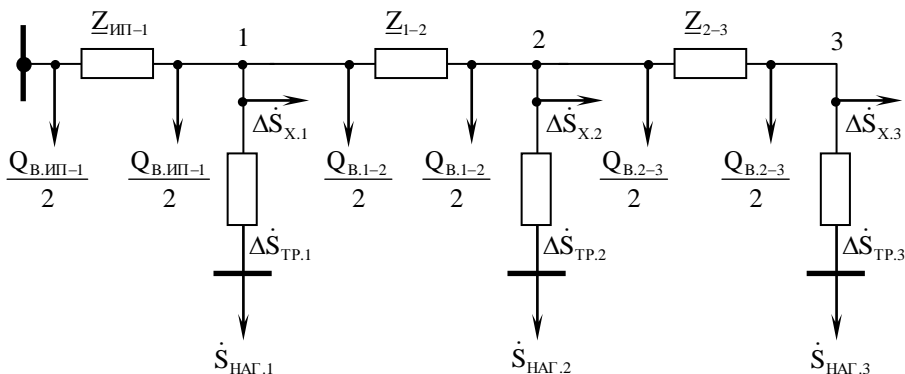 Z_ИП–1
1
Z_1–2
2
Z_2–3
3
ΔṠ_Х.1
ΔṠ_Х.2
ΔṠ_Х.3
Q_В.ИП–1
2
Q_В.ИП–1
2
Q_В.1–2
2
Q_В.1–2
2
Q_В.2–3
2
Q_В.2–3
2
ΔṠ_ТР.1
ΔṠ_ТР.2
ΔṠ_ТР.3
Ṡ_НАГ.1
Ṡ_НАГ.2
Ṡ_НАГ.3